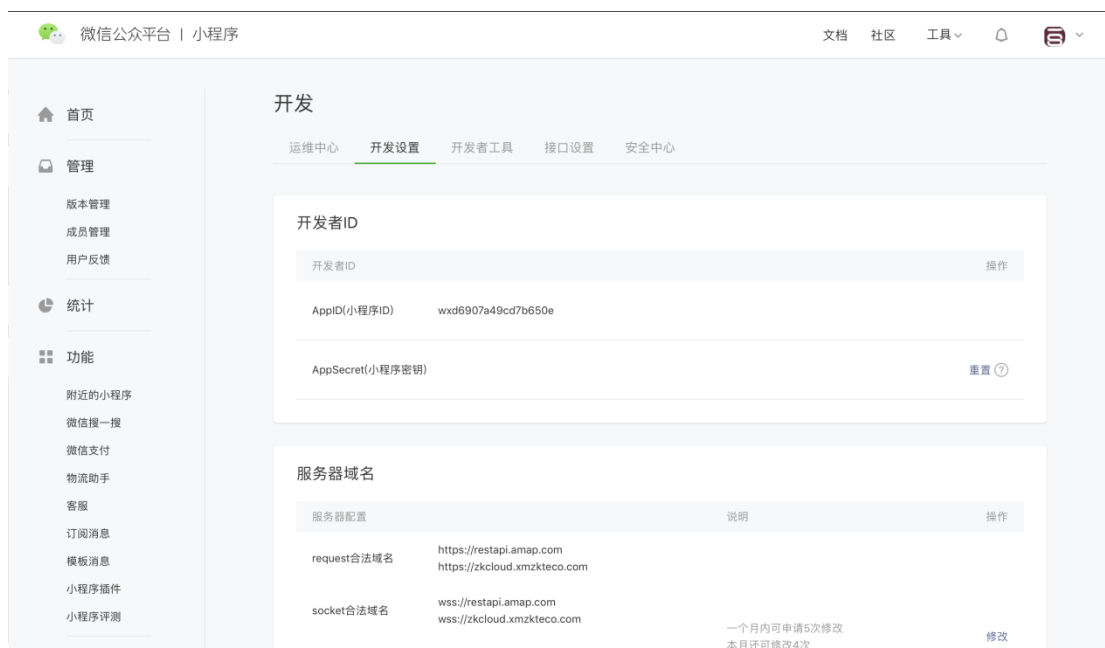 微信公众平台 | 小程序
文档 社区 工具
首页
管理
版本管理
成员管理
用户反馈
统计
功能
附近的小程序
微信搜一搜
微信支付
物流助手
客服
订阅消息
模板消息
小程序插件
小程序评测
开发
运维中心 开发设置 开发者工具 接口设置 安全中心
开发者ID
开发者ID 操作
AppID(小程序ID) wxd6907a49cd7b650e
AppSecret(小程序密钥) 重置
服务器域名
服务器配置 说明 操作
request合法域名 https://restapi.amap.com
https://zkcloud.xmzkteco.com
socket合法域名 wss://restapi.amap.com
wss://zkcloud.xmzkteco.com
一个月内可申请5次修改
本月还可修改4次 修改